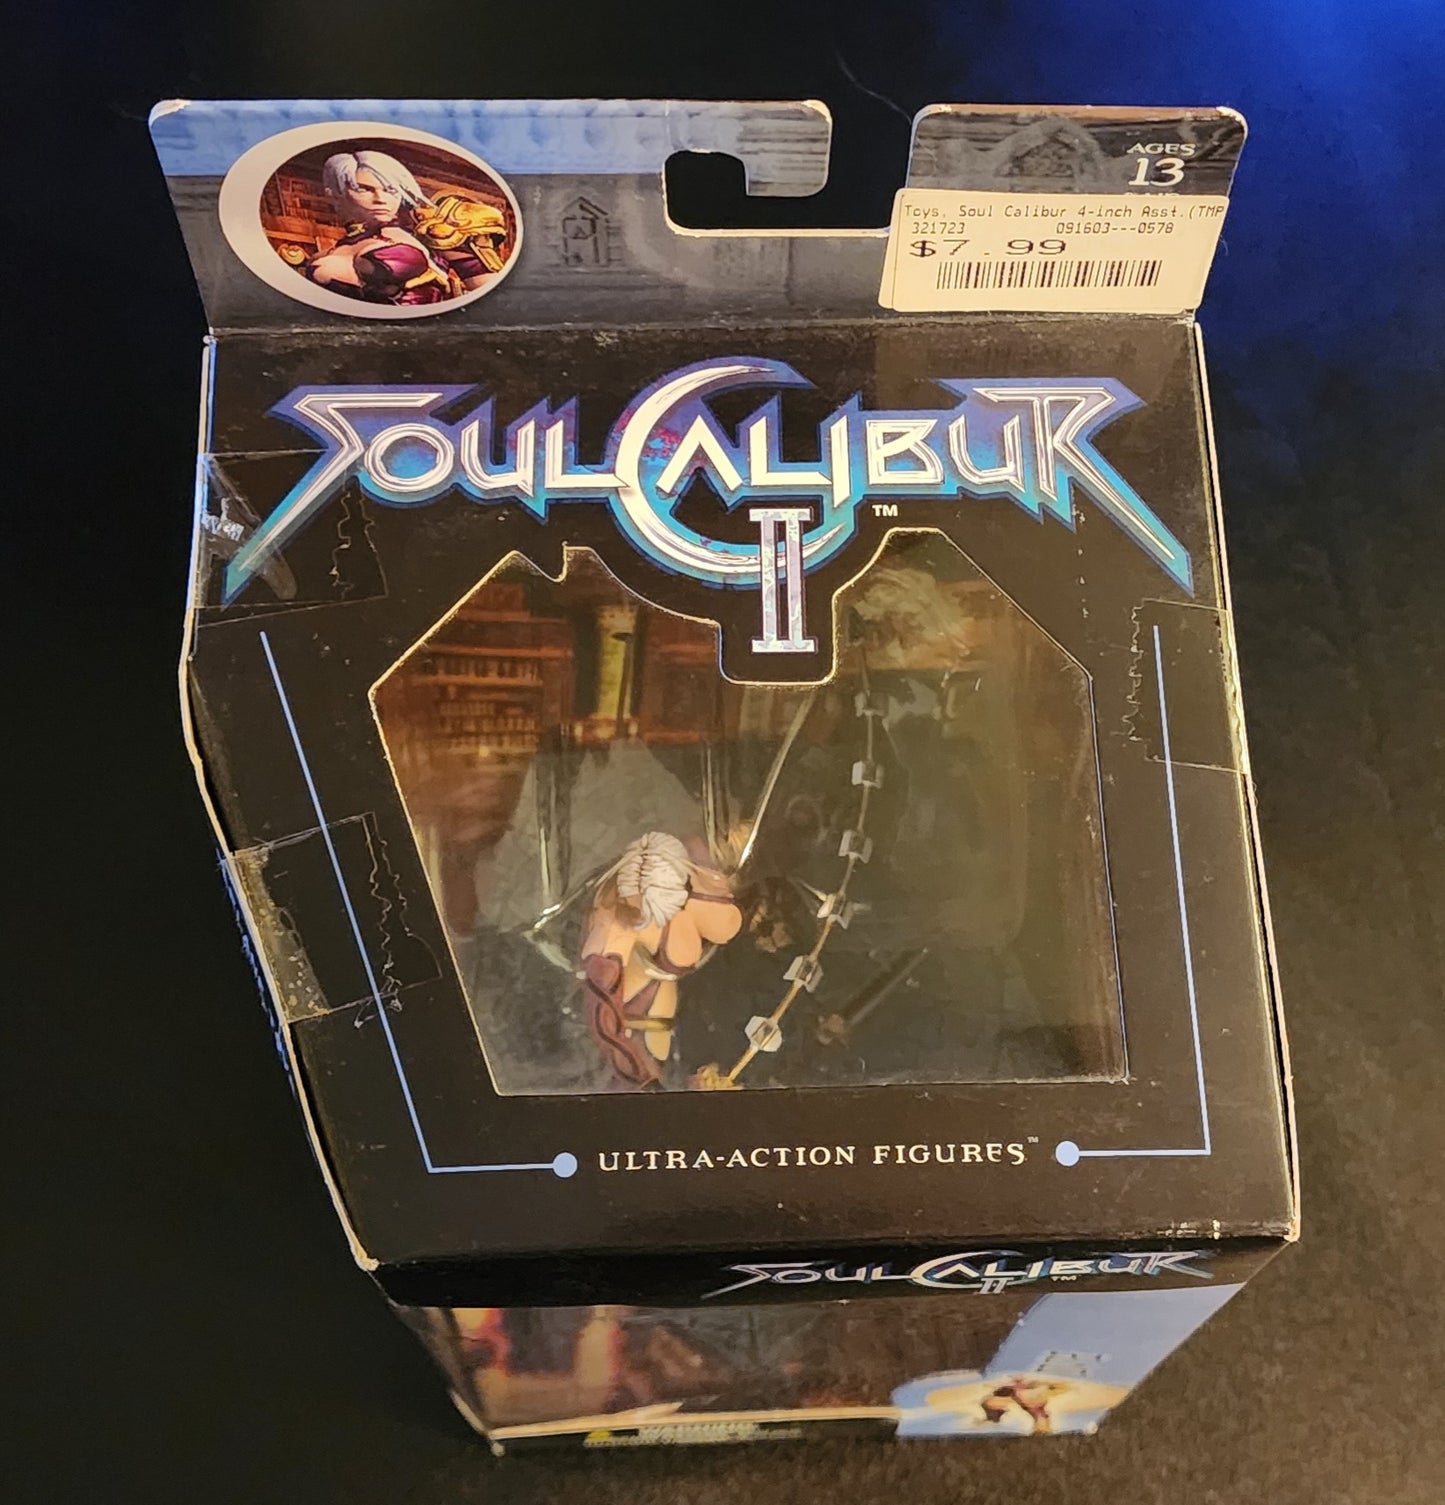 AGES
13
Toys, Soul Calibur 4-inch Asst.(TMP
321723 091603---0578
$7.99
SOULCALIBUR
II
TM
ULTRA-ACTION FIGURES™
SOULCALIBUR
II TM